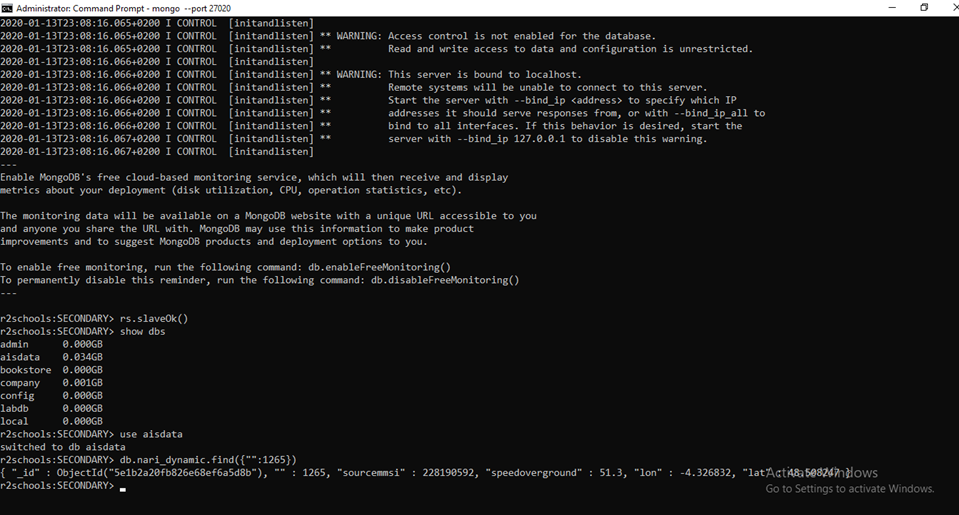 Administrator: Command Prompt - mongo --port 27020
2020-01-13T23:08:16.065+0200 I CONTROL [initandlisten]
2020-01-13T23:08:16.065+0200 I CONTROL [initandlisten] ** WARNING: Access control is not enabled for the database.
2020-01-13T23:08:16.065+0200 I CONTROL [initandlisten] ** Read and write access to data and configuration is unrestricted.
2020-01-13T23:08:16.066+0200 I CONTROL [initandlisten]
2020-01-13T23:08:16.066+0200 I CONTROL [initandlisten] ** WARNING: This server is bound to localhost.
2020-01-13T23:08:16.066+0200 I CONTROL [initandlisten] ** Remote systems will be unable to connect to this server.
2020-01-13T23:08:16.066+0200 I CONTROL [initandlisten] ** Start the server with --bind_ip <address> to specify which IP
2020-01-13T23:08:16.066+0200 I CONTROL [initandlisten] ** addresses it should serve responses from, or with --bind_ip_all to
2020-01-13T23:08:16.066+0200 I CONTROL [initandlisten] ** bind to all interfaces. If this behavior is desired, start the
2020-01-13T23:08:16.067+0200 I CONTROL [initandlisten] ** server with --bind_ip 127.0.0.1 to disable this warning.
2020-01-13T23:08:16.067+0200 I CONTROL [initandlisten]
---
Enable MongoDB's free cloud-based monitoring service, which will then receive and display
metrics about your deployment (disk utilization, CPU, operation statistics, etc).
The monitoring data will be available on a MongoDB website with a unique URL accessible to you
and anyone you share the URL with. MongoDB may use this information to make product
improvements and to suggest MongoDB products and deployment options to you.
To enable free monitoring, run the following command: db.enableFreeMonitoring()
To permanently disable this reminder, run the following command: db.disableFreeMonitoring()
---
r2schools:SECONDARY> rs.slaveOk()
r2schools:SECONDARY> show dbs
admin 0.000GB
aisdata 0.034GB
bookstore 0.000GB
company 0.001GB
config 0.000GB
labdb 0.000GB
local 0.000GB
r2schools:SECONDARY> use aisdata
switched to db aisdata
r2schools:SECONDARY> db.nari_dynamic.find({"":1265})
{ "_id" : ObjectId("5e1b2a20fb826e68ef6a5d8b"), "" : 1265, "sourcemmsi" : 228190592, "speedoverground" : 51.3, "lon" : -4.326832, "lat" : 48.508247 }
Activate Windows
r2schools:SECONDARY>
Go to Settings to activate Windows.